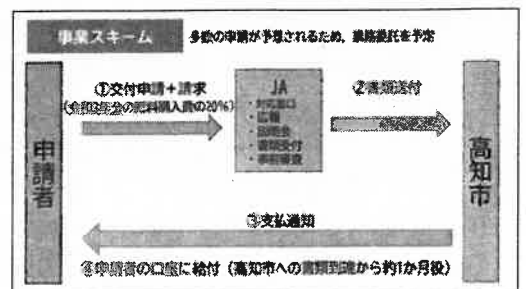 事業スキーム
多数の申請が予想されるため、業務委託を予定
①交付申請＋請求
(令和3年分の肥料購入費の20%)
JA
・対応窓口
・広報
・説明会
・書類受付
・事前審査
②書類送付
申請者
高知市
③支払通知
④申請者の口座に給付（高知市への書類到達から約1か月後）